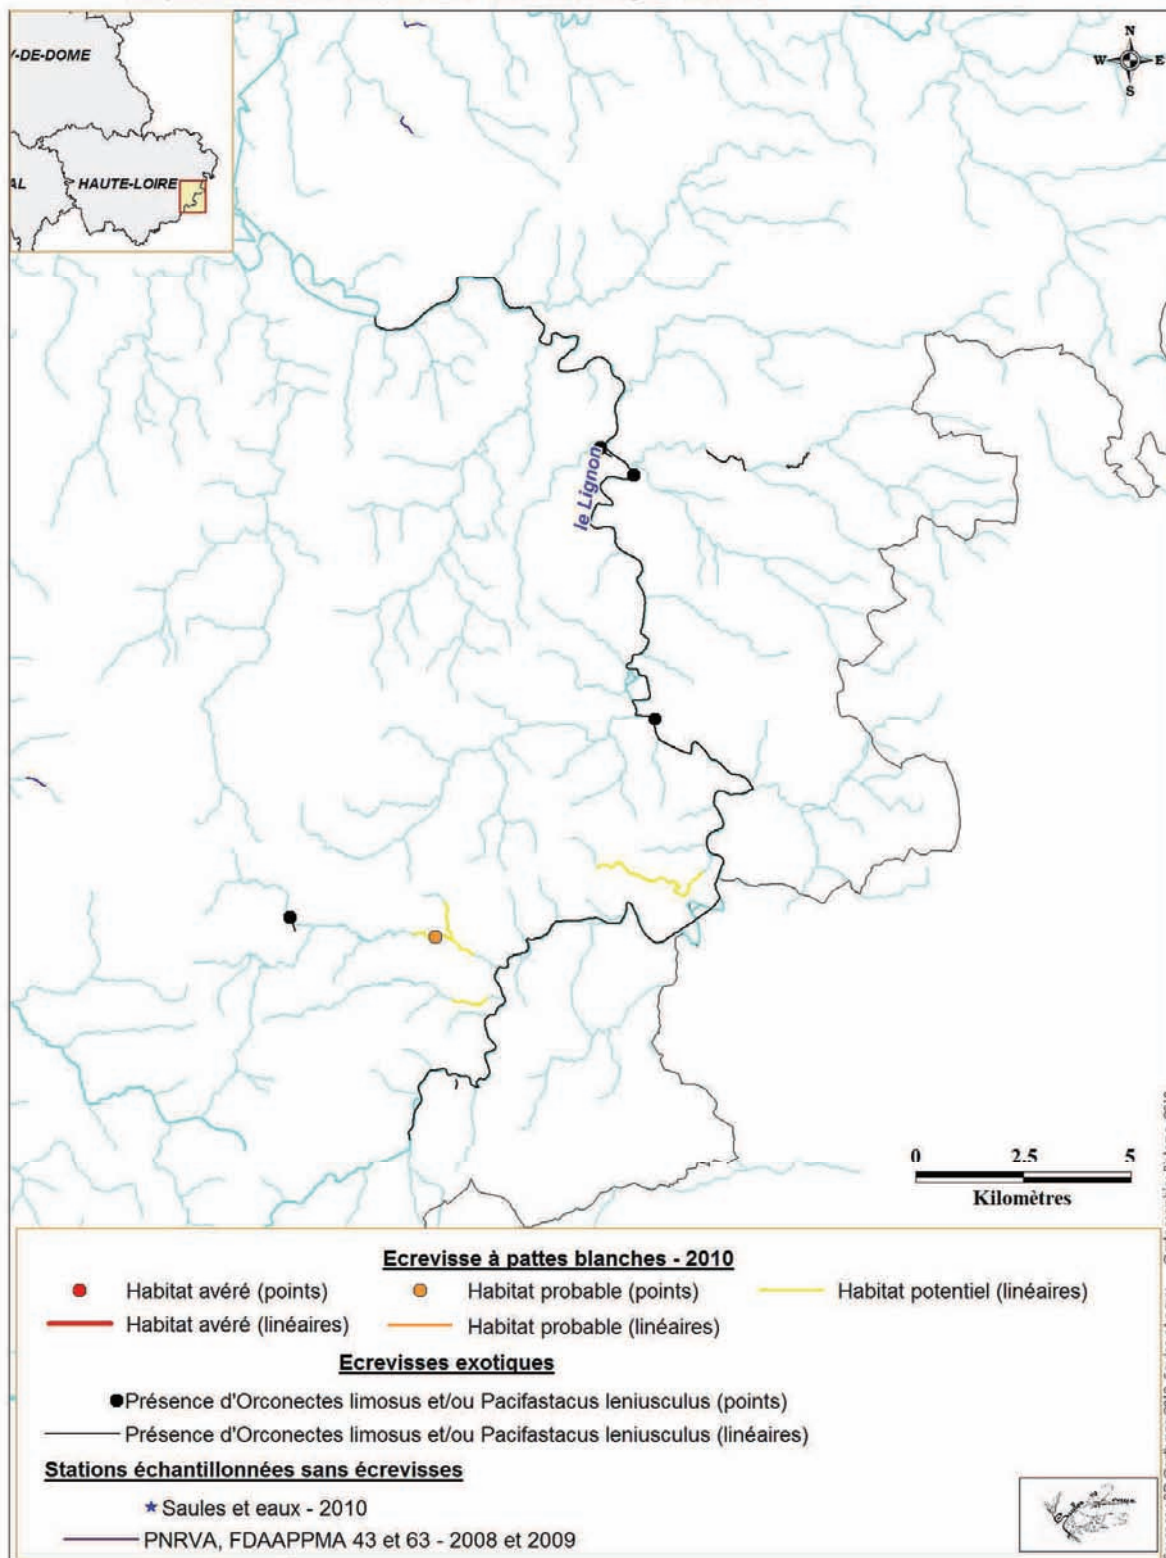 N
W E
S
Y-DE-DOME
HAUTE-LOIRE
AL
le Lignon
0 2.5 5
Kilomètres
Ecrevisse à pattes blanches - 2010
Habitat avéré (points)
Habitat probable (points)
Habitat potentiel (linéaires)
Habitat avéré (linéaires)
Habitat probable (linéaires)
Ecrevisses exotiques
Présence d'Orconectes limosus et/ou Pacifastacus leniusculus (points)
Présence d'Orconectes limosus et/ou Pacifastacus leniusculus (linéaires)
Stations échantillonnées sans écrevisses
Saules et eaux - 2010
PNRVA, FDAAPPMA 43 et 63 - 2008 et 2009